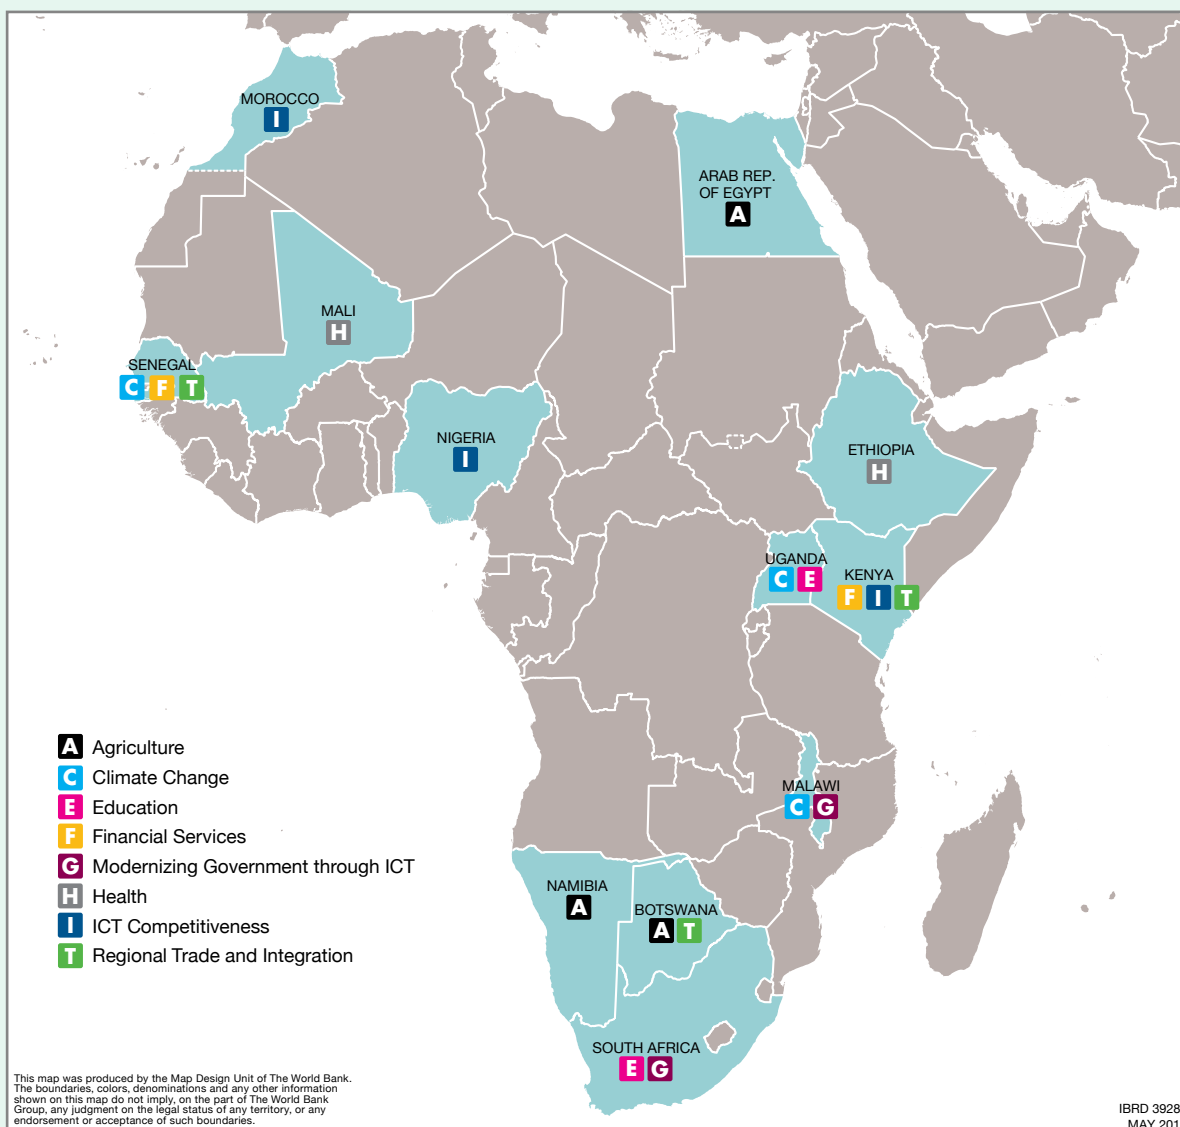 MOROCCO
I
ARAB REP.
OF EGYPT
A
MALI
H
SENEGAL
C F T
NIGERIA
I
ETHIOPIA
H
UGANDA
C E
KENYA
F I T
A Agriculture
C Climate Change
E Education
F Financial Services
G Modernizing Government through ICT
H Health
I ICT Competitiveness
T Regional Trade and Integration
MALAWI
C G
NAMIBIA
A
BOTSWANA
A T
SOUTH AFRICA
E G
This map was produced by the Map Design Unit of The World Bank.
The boundaries, colors, denominations and any other information
shown on this map do not imply, on the part of The World Bank
Group, any judgment on the legal status of any territory, or any
endorsement or acceptance of such boundaries.
IBRD 3928
MAY 201